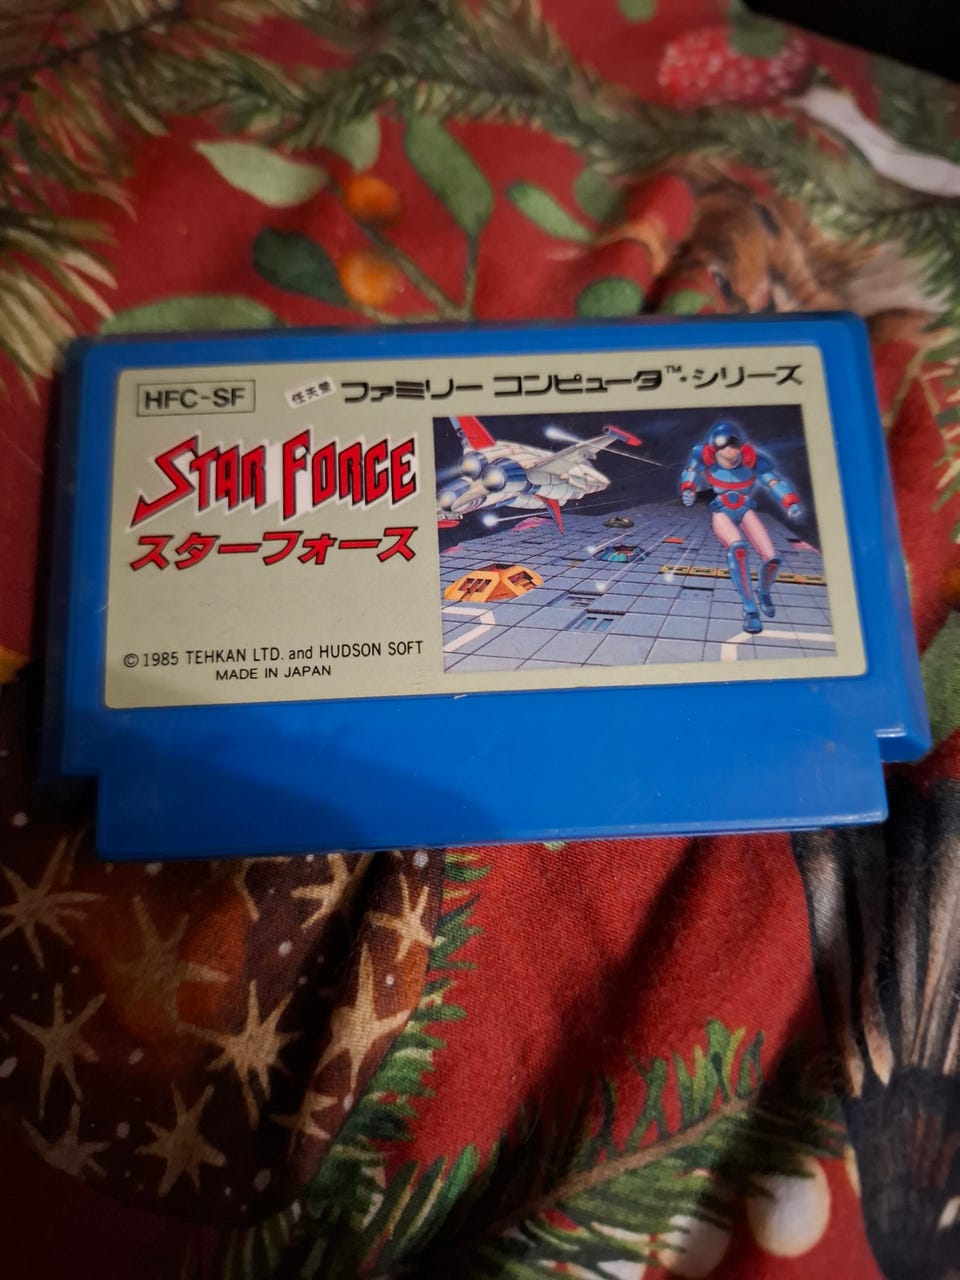 HFC-SF
任天堂 ファミリー コンピュータ™・シリーズ
STAR FORCE
スターフォース
©1985 TEHKAN LTD. and HUDSON SOFT
MADE IN JAPAN